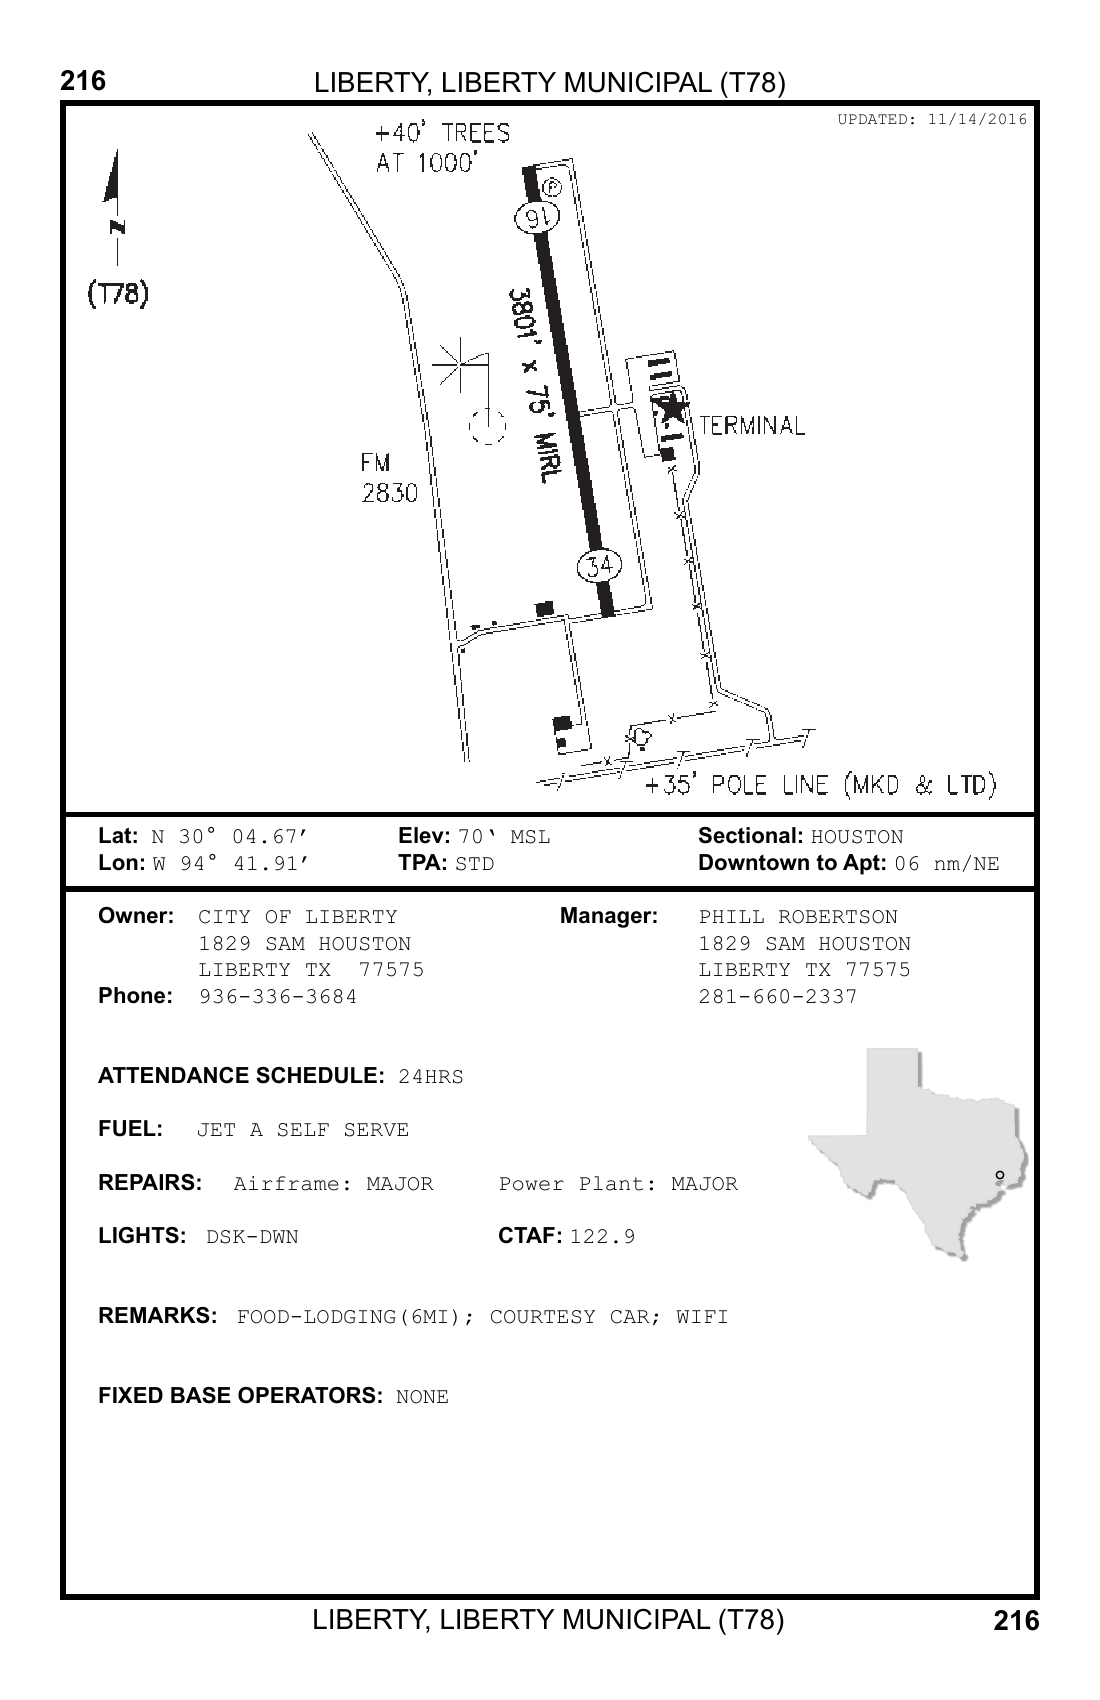 216
LIBERTY, LIBERTY MUNICIPAL (T78)
UPDATED: 11/14/2016
+40' TREES
AT 1000'
P
16
N
(T78)
3801' x 75' MIRL
TERMINAL
FM
2830
34
+35' POLE LINE (MKD & LTD)
Lat: N 30° 04.67’ Elev: 70‘ MSL Sectional: HOUSTON
Lon: W 94° 41.91’ TPA: STD Downtown to Apt: 06 nm/NE
Owner: CITY OF LIBERTY Manager: PHILL ROBERTSON
1829 SAM HOUSTON 1829 SAM HOUSTON
LIBERTY TX 77575 LIBERTY TX 77575
Phone: 936-336-3684 281-660-2337
ATTENDANCE SCHEDULE: 24HRS
FUEL: JET A SELF SERVE
REPAIRS: Airframe: MAJOR Power Plant: MAJOR
LIGHTS: DSK-DWN CTAF: 122.9
REMARKS: FOOD-LODGING(6MI); COURTESY CAR; WIFI
FIXED BASE OPERATORS: NONE
LIBERTY, LIBERTY MUNICIPAL (T78)
216